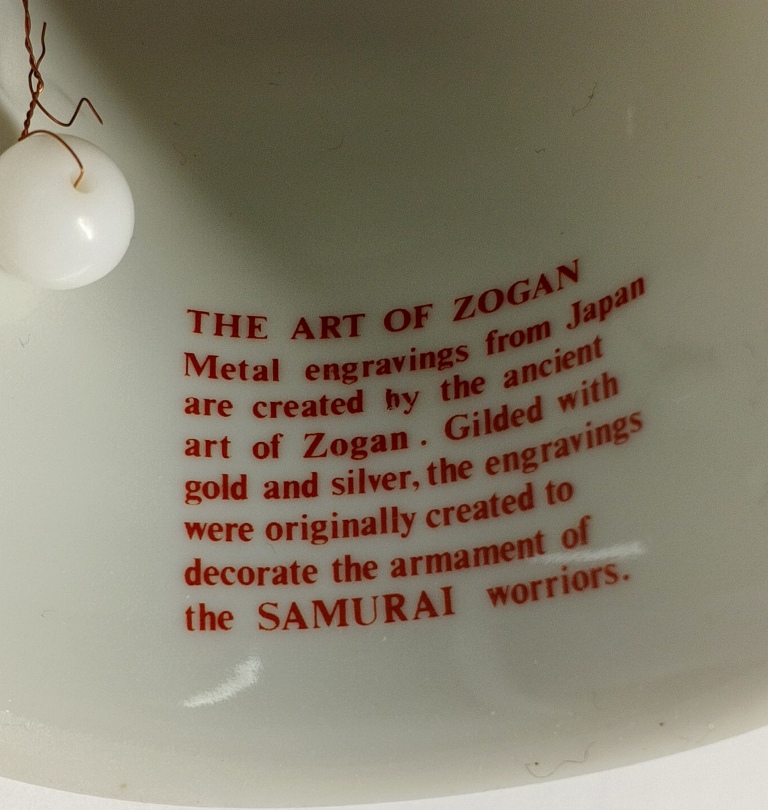 THE ART OF ZOGAN
Metal engravings from Japan
are created by the ancient
art of Zogan. Gilded with
gold and silver, the engravings
were originally created to
decorate the armament of
the SAMURAI worriors.